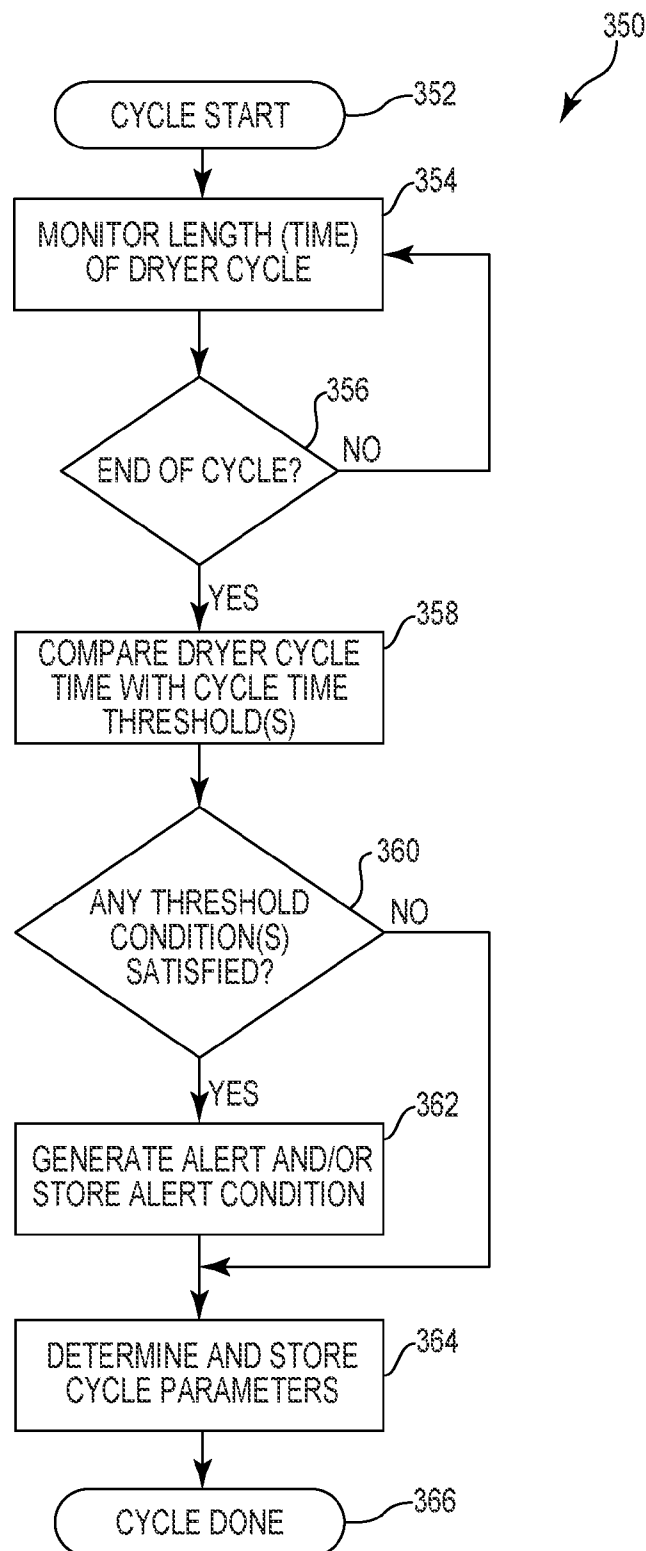 350
CYCLE START
352
354
MONITOR LENGTH (TIME)
OF DRYER CYCLE
356
END OF CYCLE?
NO
YES
358
COMPARE DRYER CYCLE
TIME WITH CYCLE TIME
THRESHOLD(S)
360
ANY THRESHOLD
CONDITION(S)
SATISFIED?
NO
YES
362
GENERATE ALERT AND/OR
STORE ALERT CONDITION
364
DETERMINE AND STORE
CYCLE PARAMETERS
CYCLE DONE
366